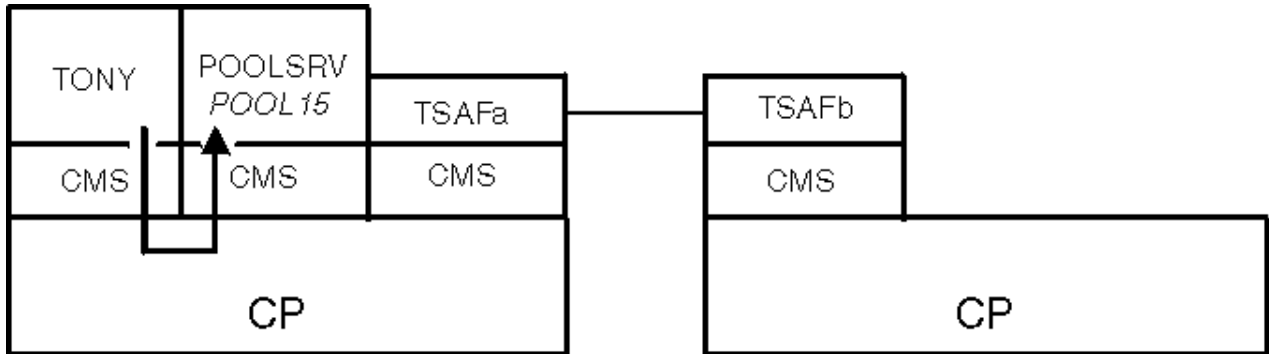 TONY
POOLSRV
POOL15
TSAFa
TSAFb
CMS
CMS
CMS
CMS
CP
CP